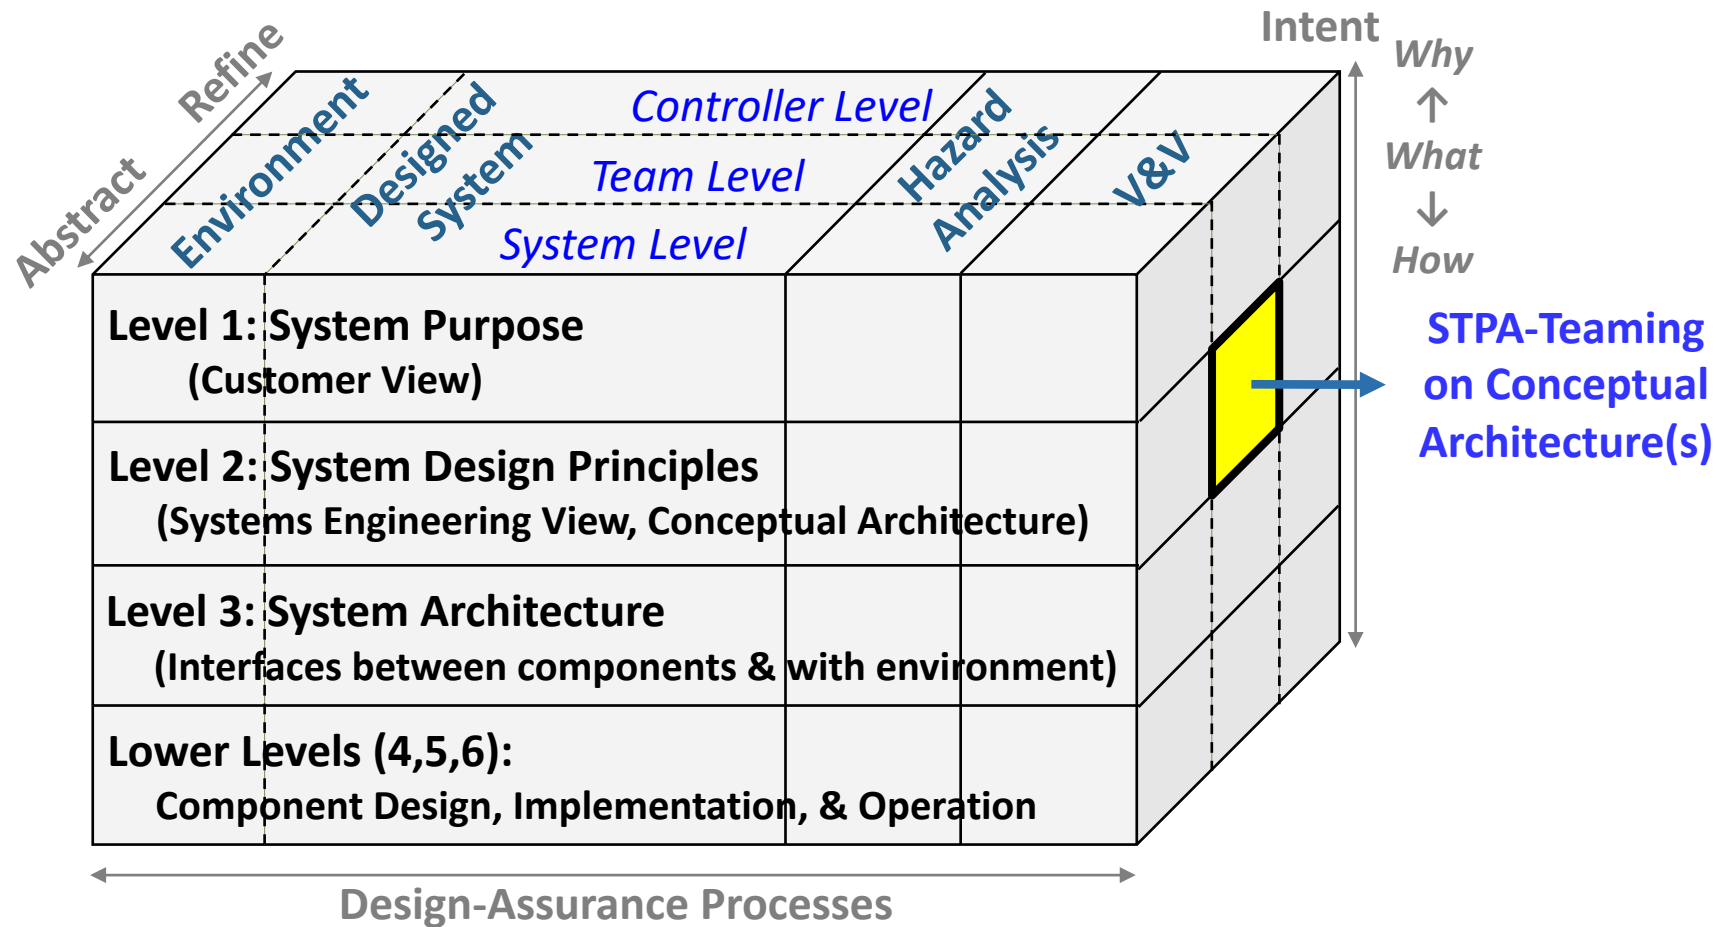 Intent
Why
↑
What
↓
How
Refine
Abstract
Environment
Designed
System
Hazard
Analysis
V&V
Controller Level
Team Level
System Level
Level 1: System Purpose
(Customer View)
Level 2: System Design Principles
(Systems Engineering View, Conceptual Architecture)
Level 3: System Architecture
(Interfaces between components & with environment)
Lower Levels (4,5,6):
Component Design, Implementation, & Operation
STPA-Teaming
on Conceptual
Architecture(s)
Design-Assurance Processes